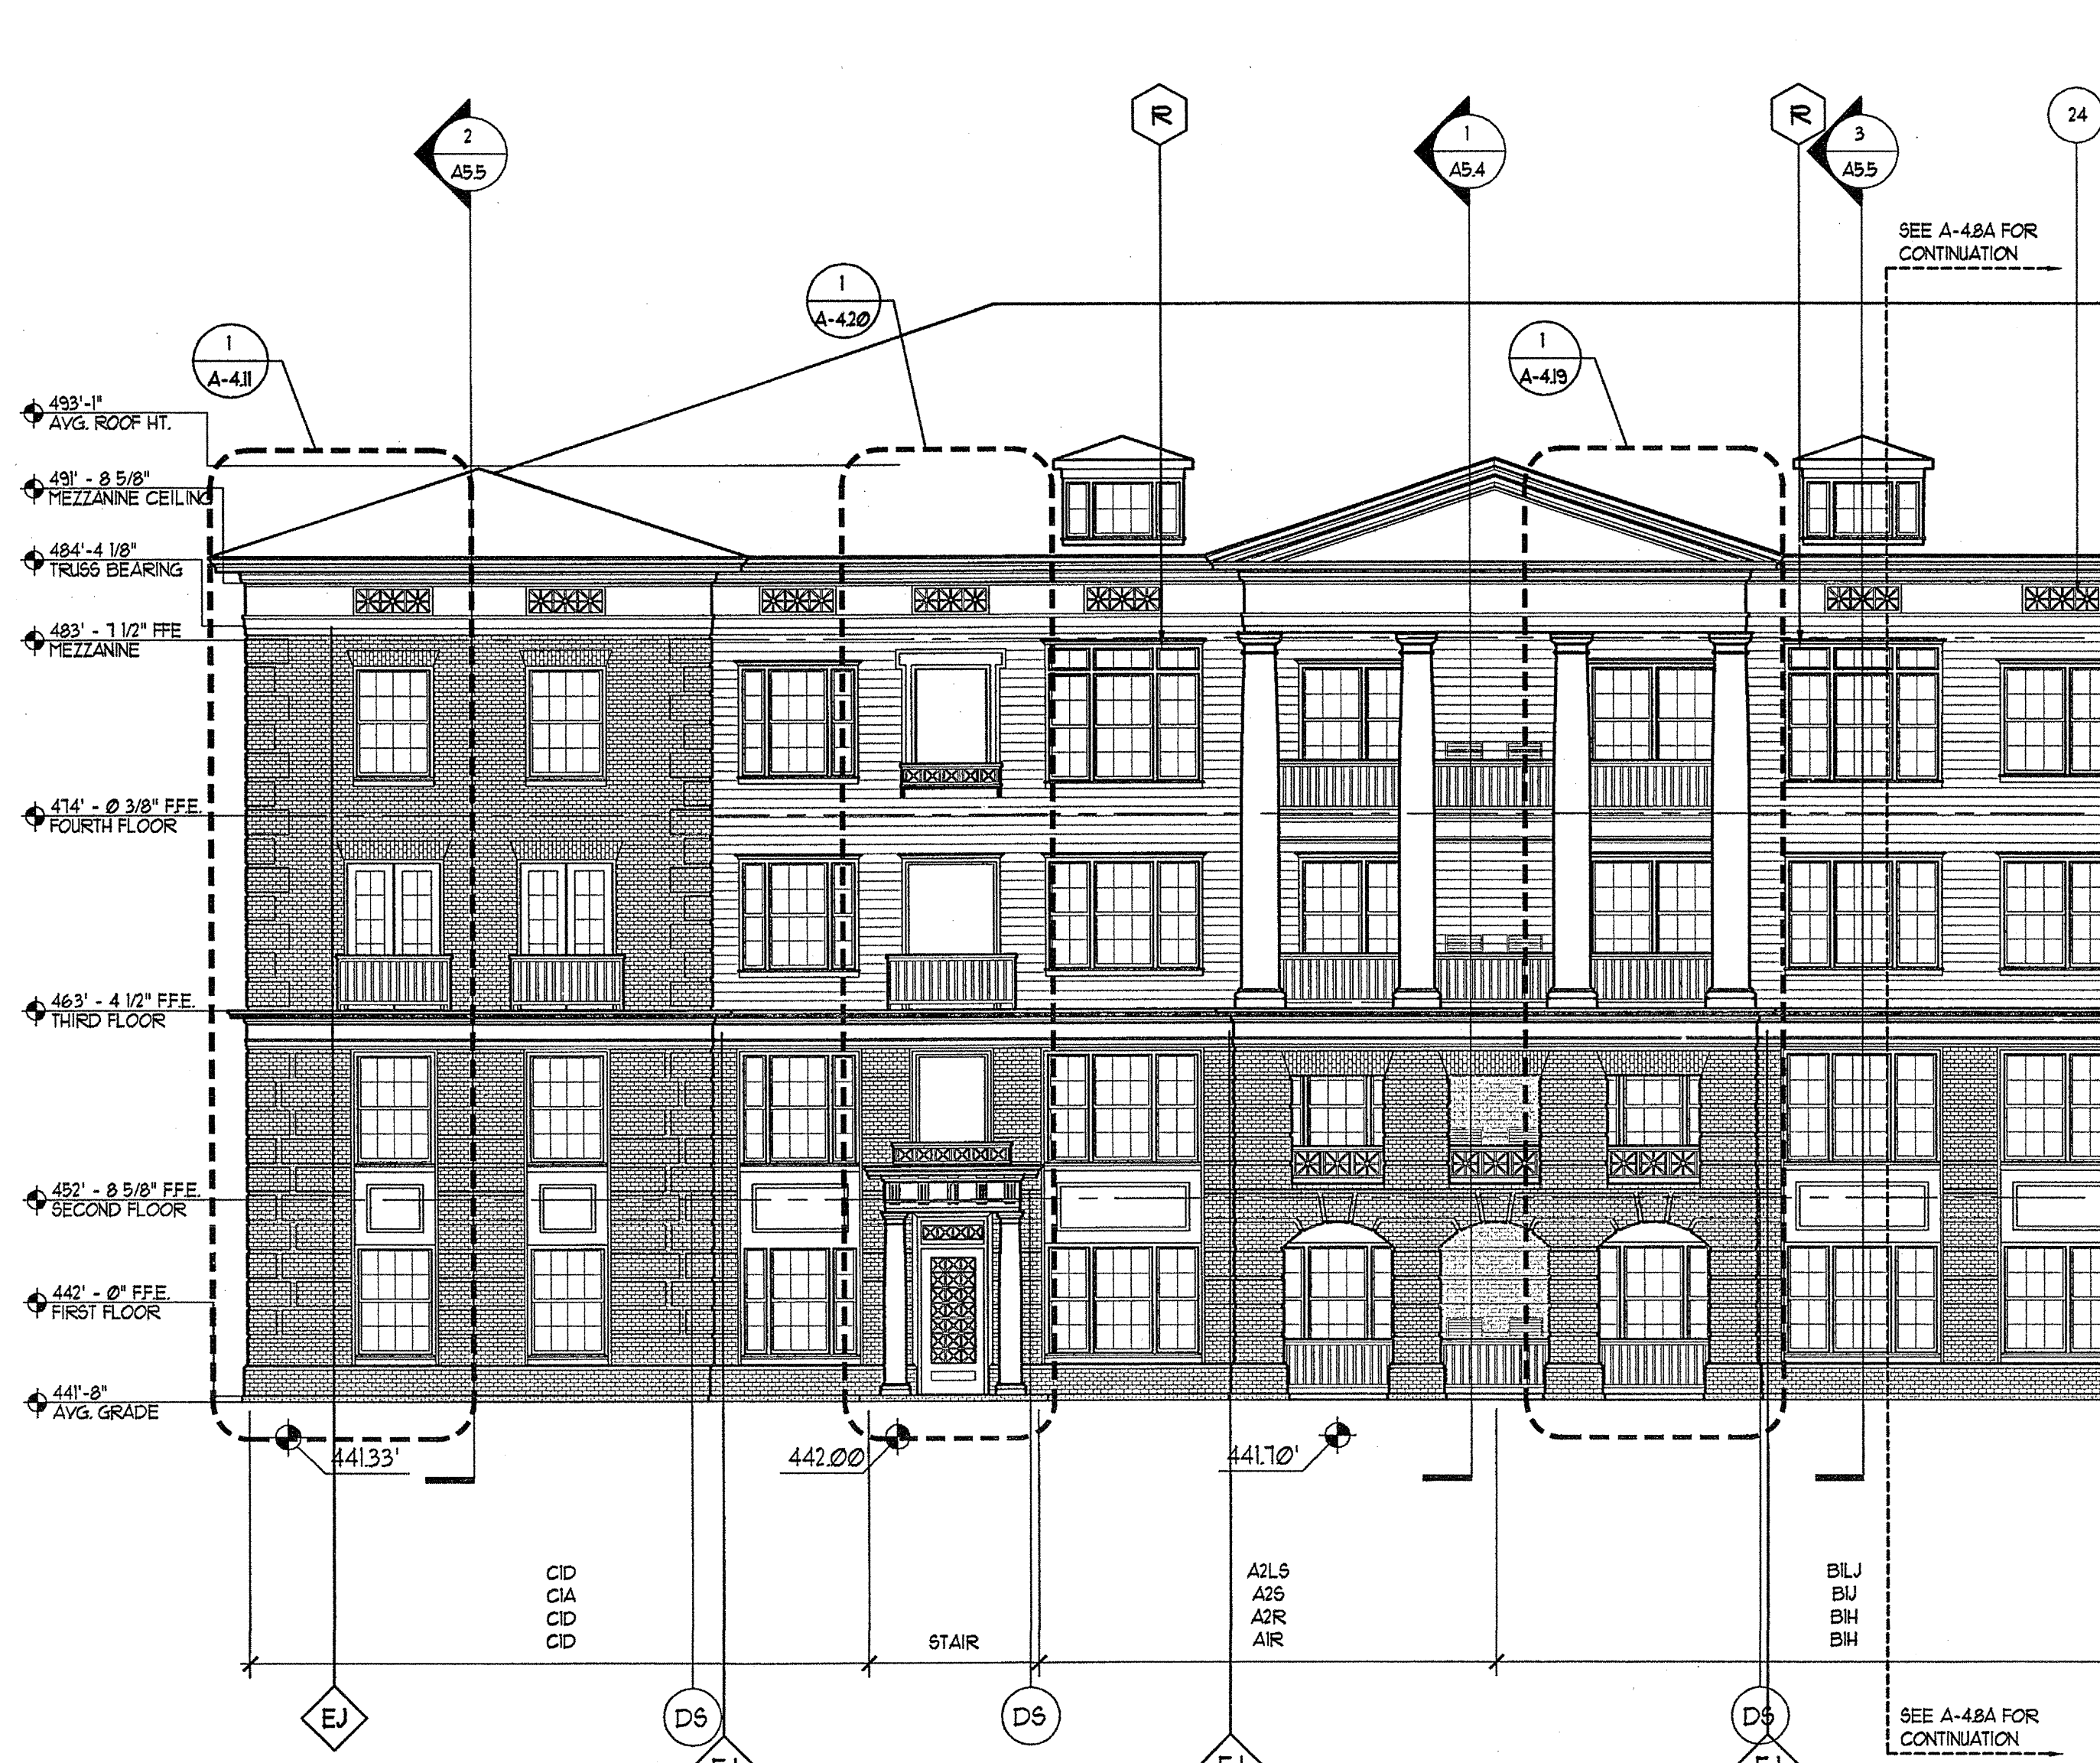 R
R
24
2
A5.5
1
A5.4
3
A5.5
SEE A-4.8A FOR
CONTINUATION
1
A-4.20
1
A-4.11
1
A-4.19
493'-1"
AVG. ROOF HT.
491' - 8 5/8"
MEZZANINE CEILING
484'-4 1/8"
TRUSS BEARING
483' - 7 1/2" FFE
MEZZANINE
474' - 0 3/8" F.F.E.
FOURTH FLOOR
463' - 4 1/2" F.F.E.
THIRD FLOOR
452' - 8 5/8" F.F.E.
SECOND FLOOR
442' - 0" F.F.E.
FIRST FLOOR
441'-8"
AVG. GRADE
441.33'
442.00
441.70'
C1D
C1A
C1D
C1D
STAIR
A2LS
A2S
A2R
A1R
B1LJ
B1J
B1H
B1H
EJ
DS
DS
DS
SEE A-4.8A FOR
CONTINUATION
EJ
EJ
EJ